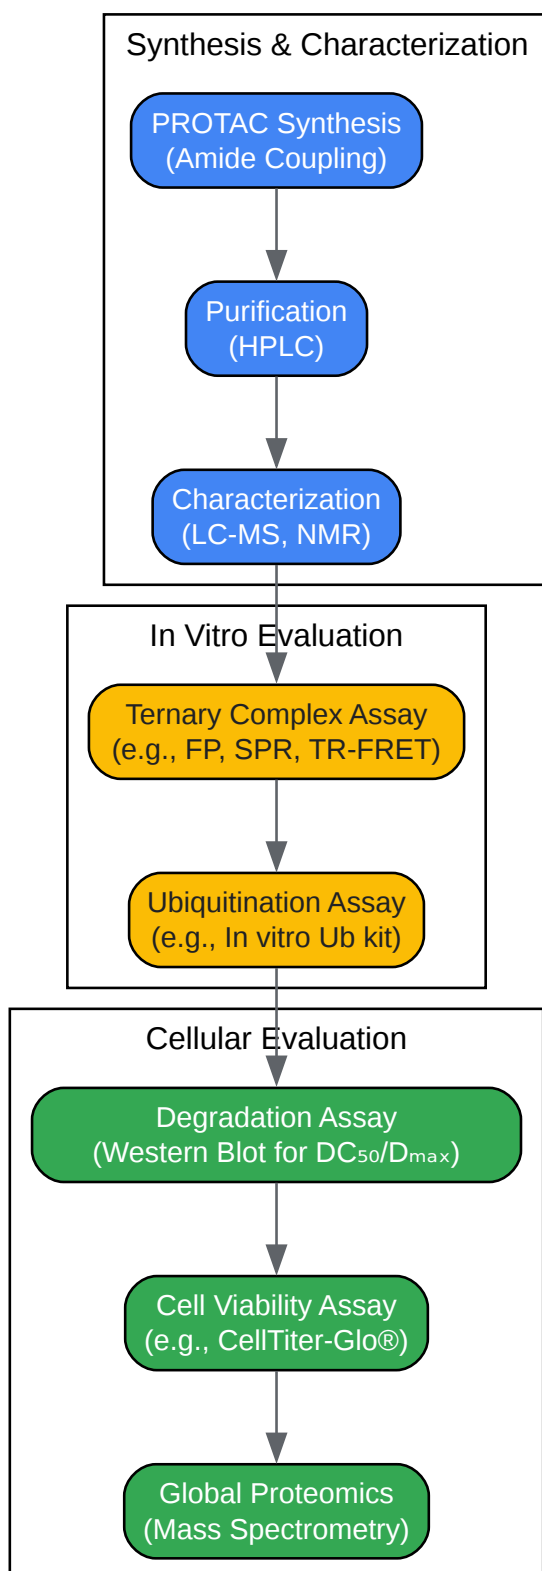 Synthesis & Characterization
PROTAC Synthesis
(Amide Coupling)
Purification
(HPLC)
Characterization
(LC-MS, NMR)
In Vitro Evaluation
Ternary Complex Assay
(e.g., FP, SPR, TR-FRET)
Ubiquitination Assay
(e.g., In vitro Ub kit)
Cellular Evaluation
Degradation Assay
(Western Blot for DC₅₀/Dₘₐₓ)
Cell Viability Assay
(e.g., CellTiter-Glo®)
Global Proteomics
(Mass Spectrometry)